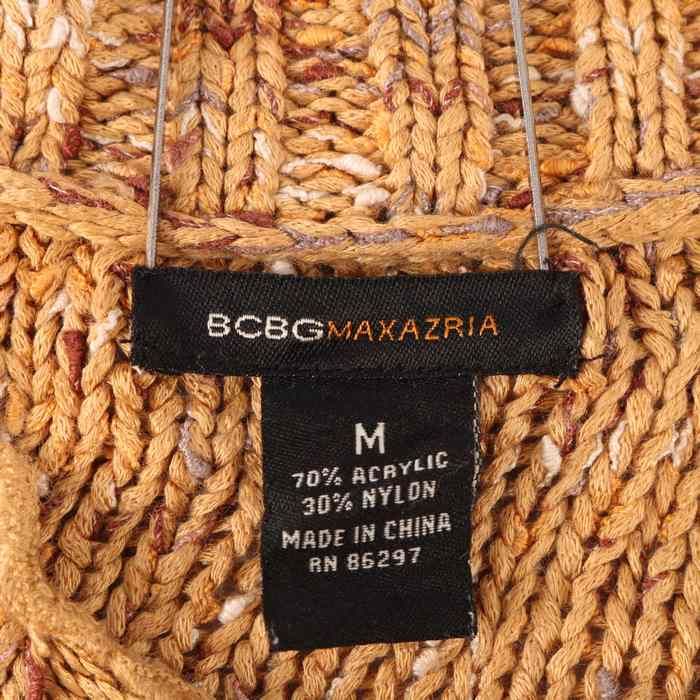 BCBGMAXAZRIA
M
70% ACRYLIC
30% NYLON
MADE IN CHINA
RN 86297